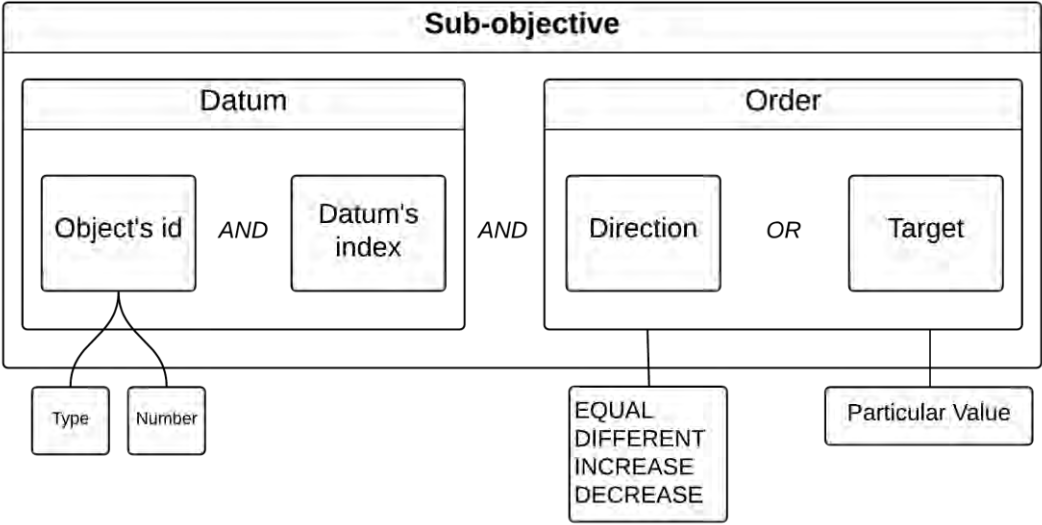 Sub-objective
Datum
Order
Object's id
AND
Datum's
index
AND
Direction
OR
Target
Type
Number
EQUAL
DIFFERENT
INCREASE
DECREASE
Particular Value